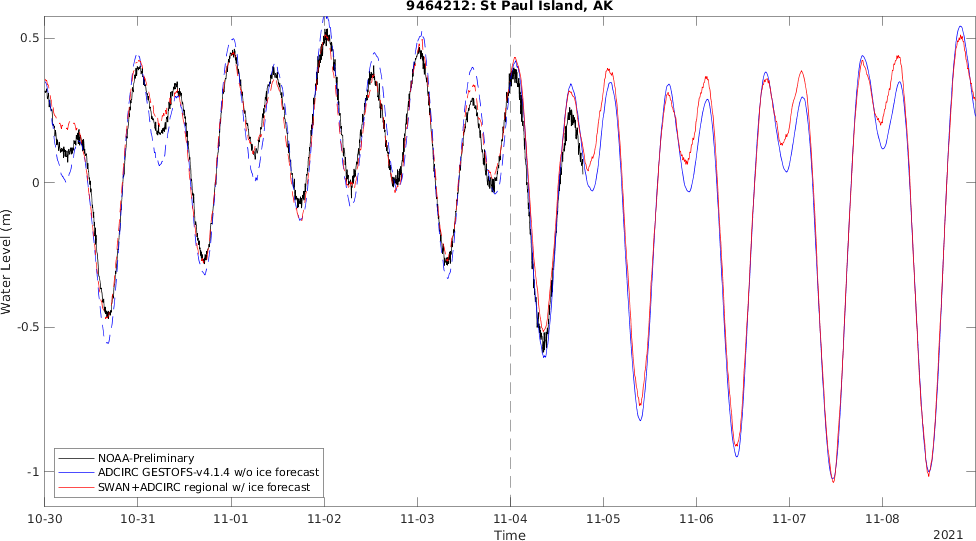 9464212: St Paul Island, AK
0.5
0
-0.5
-1
Water Level (m)
NOAA-Preliminary
ADCIRC GESTOFS-v4.1.4 w/o ice forecast
SWAN+ADCIRC regional w/ ice forecast
10-30 10-31 11-01 11-02 11-03 11-04 11-05 11-06 11-07 11-08
Time
2021